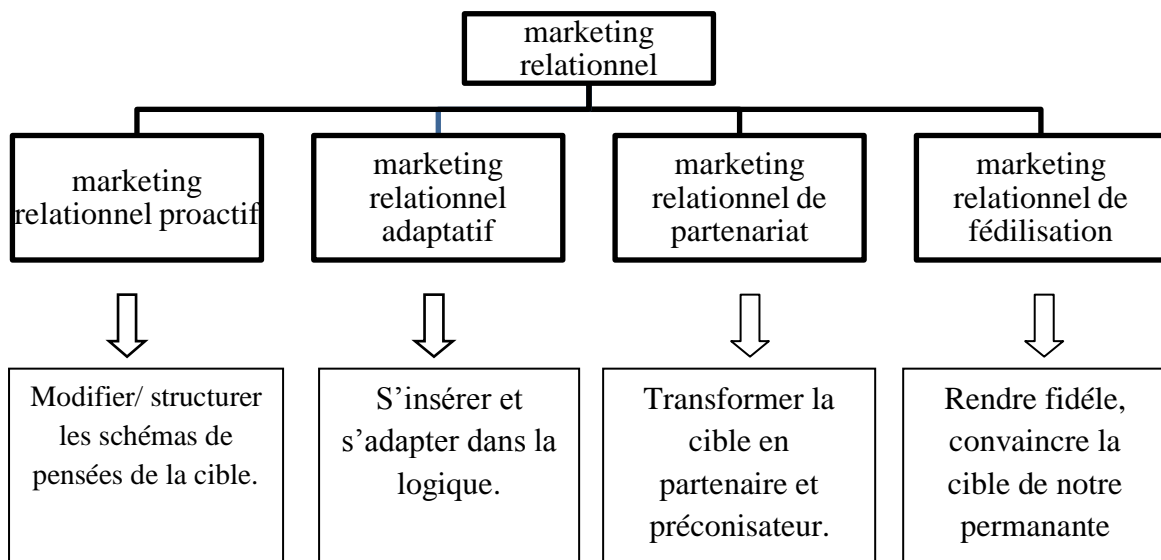 marketing
relationnel
marketing
relationnel proactif
marketing
relationnel
adaptatif
marketing
relationnel de
partenariat
marketing
relationnel de
fédilisation
Modifier/ structurer
les schémas de
pensées de la cible.
S’insérer et
s’adapter dans la
logique.
Transformer la
cible en
partenaire et
préconisateur.
Rendre fidéle,
convaincre la
cible de notre
permanante